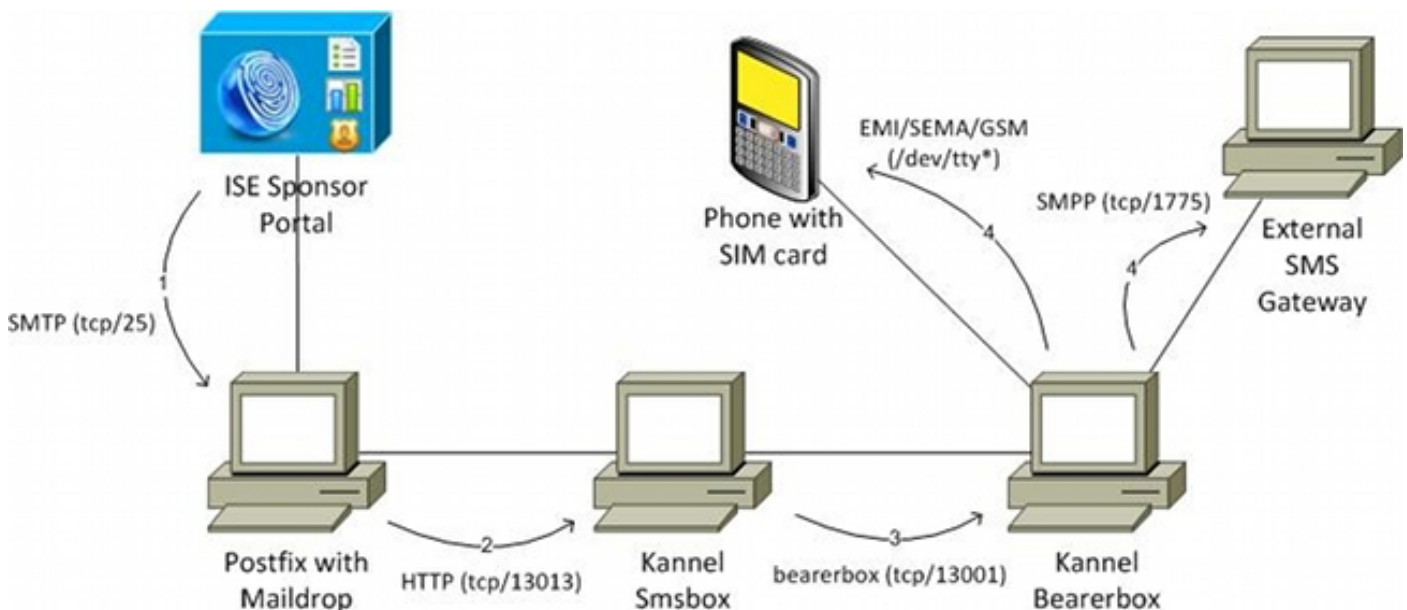 ISE Sponsor
Portal
1
SMTP (tcp/25)
Phone with
SIM card
EMI/SEMA/GSM
(/dev/tty*)
4
SMPP (tcp/1775)
4
External
SMS
Gateway
Postfix with
Maildrop
2
HTTP (tcp/13013)
Kannel
Smsbox
3
bearerbox (tcp/13001)
Kannel
Bearerbox